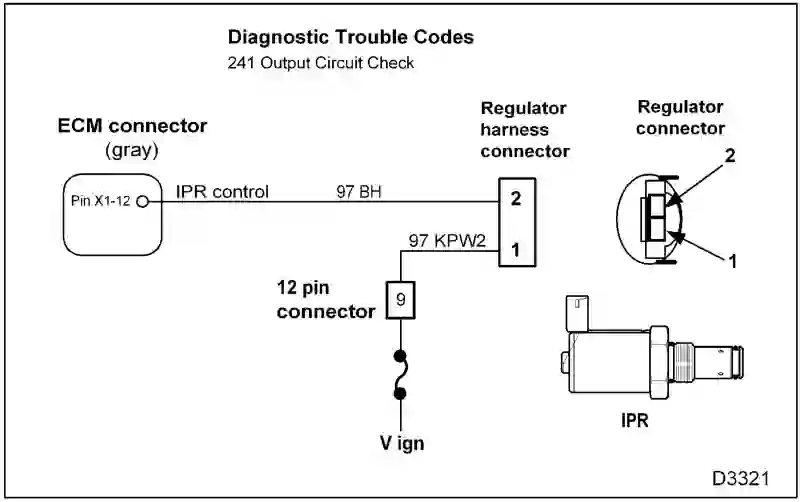 Diagnostic Trouble Codes
241 Output Circuit Check
ECM connector
(gray)
Pin X1-12
IPR control
97 BH
Regulator
harness
connector
2
1
97 KPW2
12 pin
connector
9
V ign
Regulator
connector
2
1
IPR
D3321